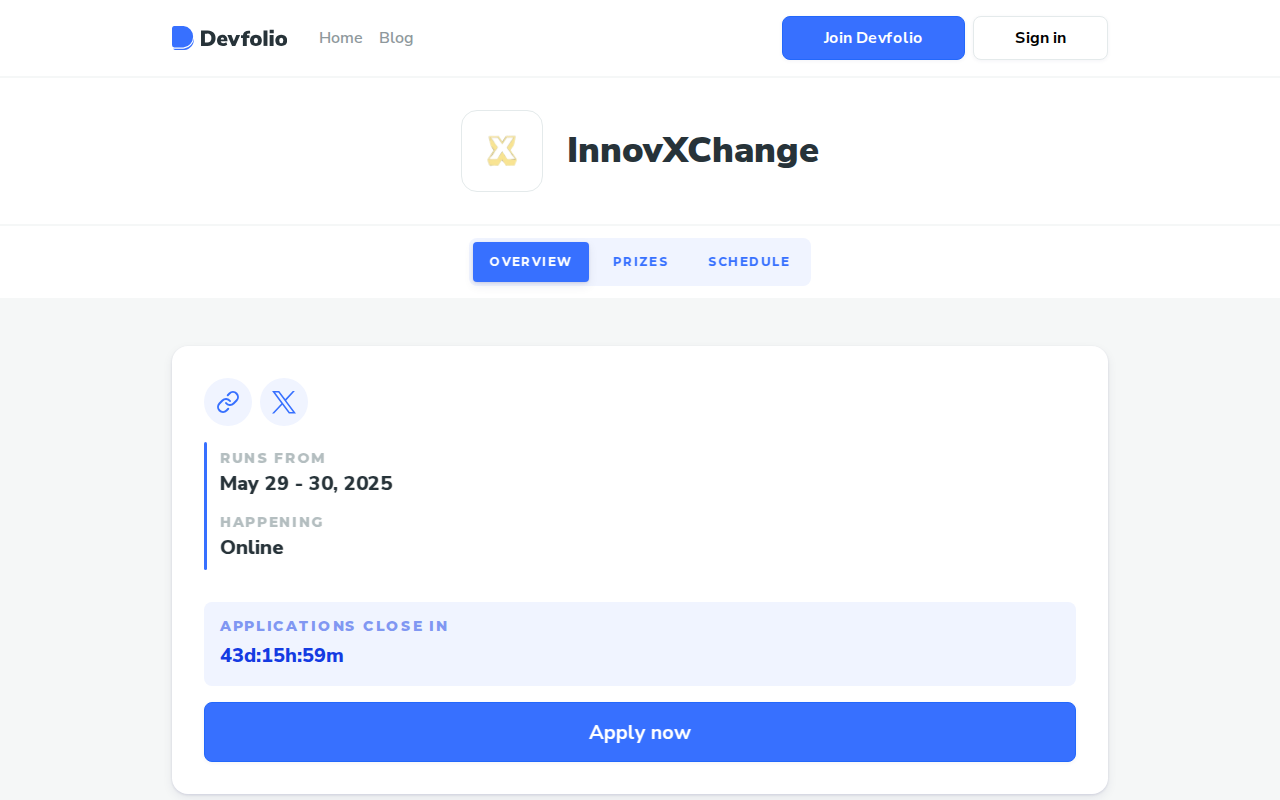 Devfolio
Home
Blog
Join Devfolio
Sign in
X
InnovXChange
OVERVIEW
PRIZES
SCHEDULE
RUNS FROM
May 29 - 30, 2025
HAPPENING
Online
APPLICATIONS CLOSE IN
43d:15h:59m
Apply now